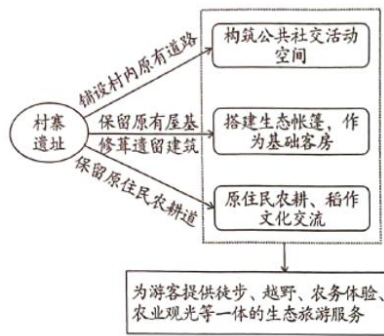 村寨
遗址
铺设村内原有道路
保留原有屋基
修葺遗留建筑
保留原住民农耕道
构筑公共社交活动
空间
搭建生态帐篷，作
为基础客房
原住民农耕、稻作
文化交流
为游客提供徒步、越野、农务体验、
农业观光等一体的生态旅游服务